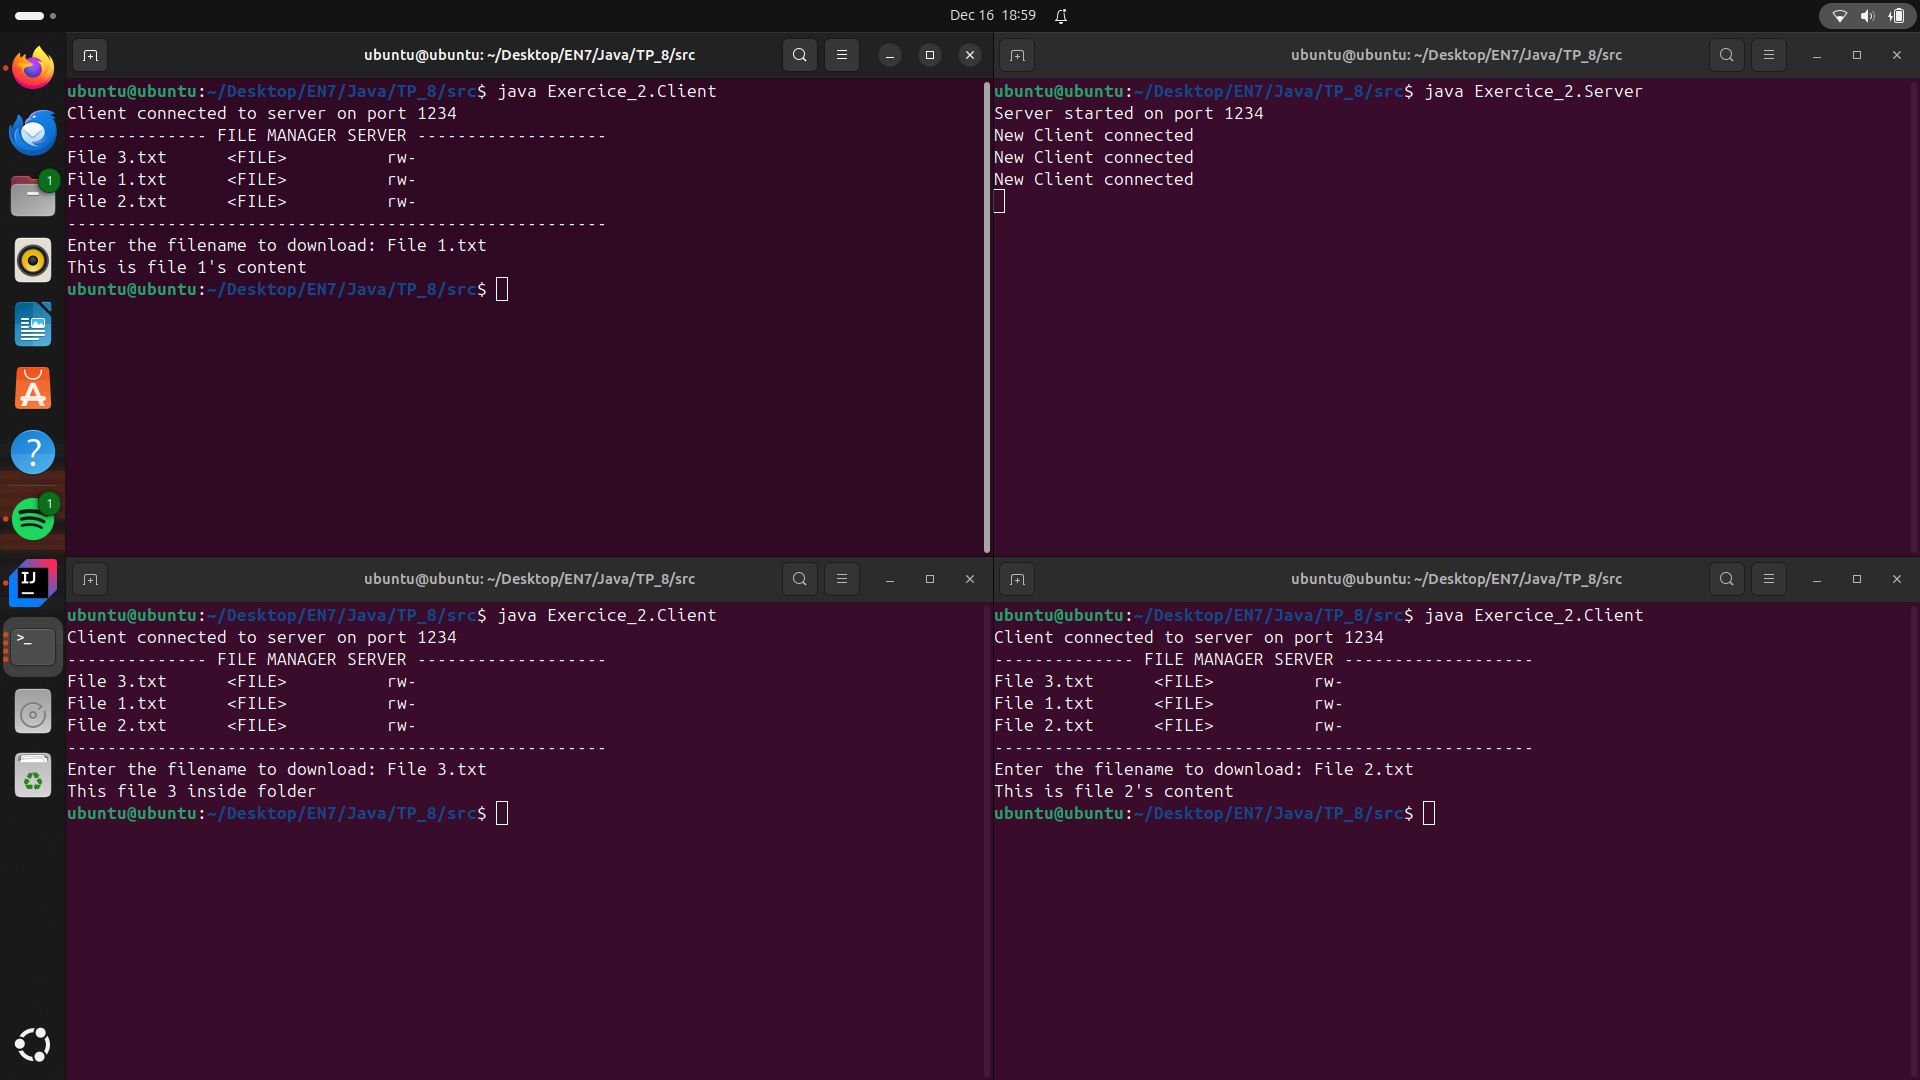 Dec 16 18:59
ubuntu@ubuntu: ~/Desktop/EN7/Java/TP_8/src
ubuntu@ubuntu:~/Desktop/EN7/Java/TP_8/src$ java Exercice_2.Client
Client connected to server on port 1234
-------------- FILE MANAGER SERVER -------------------
File 3.txt      <FILE>          rw-
File 1.txt      <FILE>          rw-
File 2.txt      <FILE>          rw-
------------------------------------------------------
Enter the filename to download: File 1.txt
This is file 1's content
ubuntu@ubuntu:~/Desktop/EN7/Java/TP_8/src$
ubuntu@ubuntu: ~/Desktop/EN7/Java/TP_8/src
ubuntu@ubuntu:~/Desktop/EN7/Java/TP_8/src$ java Exercice_2.Server
Server started on port 1234
New Client connected
New Client connected
New Client connected
ubuntu@ubuntu: ~/Desktop/EN7/Java/TP_8/src
ubuntu@ubuntu:~/Desktop/EN7/Java/TP_8/src$ java Exercice_2.Client
Client connected to server on port 1234
-------------- FILE MANAGER SERVER -------------------
File 3.txt      <FILE>          rw-
File 1.txt      <FILE>          rw-
File 2.txt      <FILE>          rw-
------------------------------------------------------
Enter the filename to download: File 3.txt
This file 3 inside folder
ubuntu@ubuntu:~/Desktop/EN7/Java/TP_8/src$
ubuntu@ubuntu: ~/Desktop/EN7/Java/TP_8/src
ubuntu@ubuntu:~/Desktop/EN7/Java/TP_8/src$ java Exercice_2.Client
Client connected to server on port 1234
-------------- FILE MANAGER SERVER -------------------
File 3.txt      <FILE>          rw-
File 1.txt      <FILE>          rw-
File 2.txt      <FILE>          rw-
------------------------------------------------------
Enter the filename to download: File 2.txt
This is file 2's content
ubuntu@ubuntu:~/Desktop/EN7/Java/TP_8/src$
1
A
?
1
IJ
>_